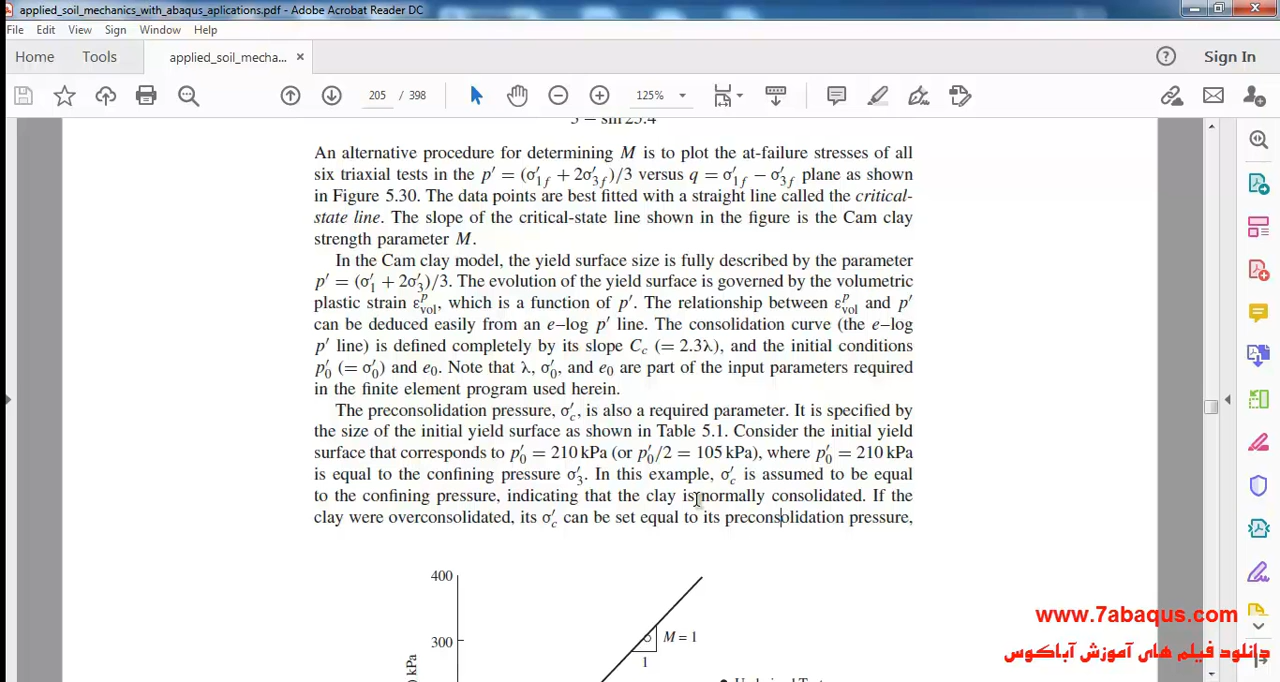 applied_soil_mechanics_with_abaqus_aplications.pdf - Adobe Acrobat Reader DC
File Edit View Sign Window Help
Home Tools applied_soil_mecha... × Sign In
205 / 398 125%
An alternative procedure for determining M is to plot the at-failure stresses of all
six triaxial tests in the p′ = (σ′1f + 2σ′3f)/3 versus q = σ′1f − σ′3f plane as shown
in Figure 5.30. The data points are best fitted with a straight line called the critical-
state line. The slope of the critical-state line shown in the figure is the Cam clay
strength parameter M.
In the Cam clay model, the yield surface size is fully described by the parameter
p′ = (σ′1 + 2σ′3)/3. The evolution of the yield surface is governed by the volumetric
plastic strain εpvol, which is a function of p′. The relationship between εpvol and p′
can be deduced easily from an e–log p′ line. The consolidation curve (the e–log
p′ line) is defined completely by its slope Cc (= 2.3λ), and the initial conditions
p′0 (= σ′0) and e0. Note that λ, σ′0, and e0 are part of the input parameters required
in the finite element program used herein.
The preconsolidation pressure, σ′c, is also a required parameter. It is specified by
the size of the initial yield surface as shown in Table 5.1. Consider the initial yield
surface that corresponds to p′0 = 210 kPa (or p′0/2 = 105 kPa), where p′0 = 210 kPa
is equal to the confining pressure σ′3. In this example, σ′c is assumed to be equal
to the confining pressure, indicating that the clay is normally consolidated. If the
clay were overconsolidated, its σ′c can be set equal to its preconsolidation pressure,
400
300
M = 1
1
kPa
www.7abaqus.com
دانلود فیلم های آموزش آباکوس